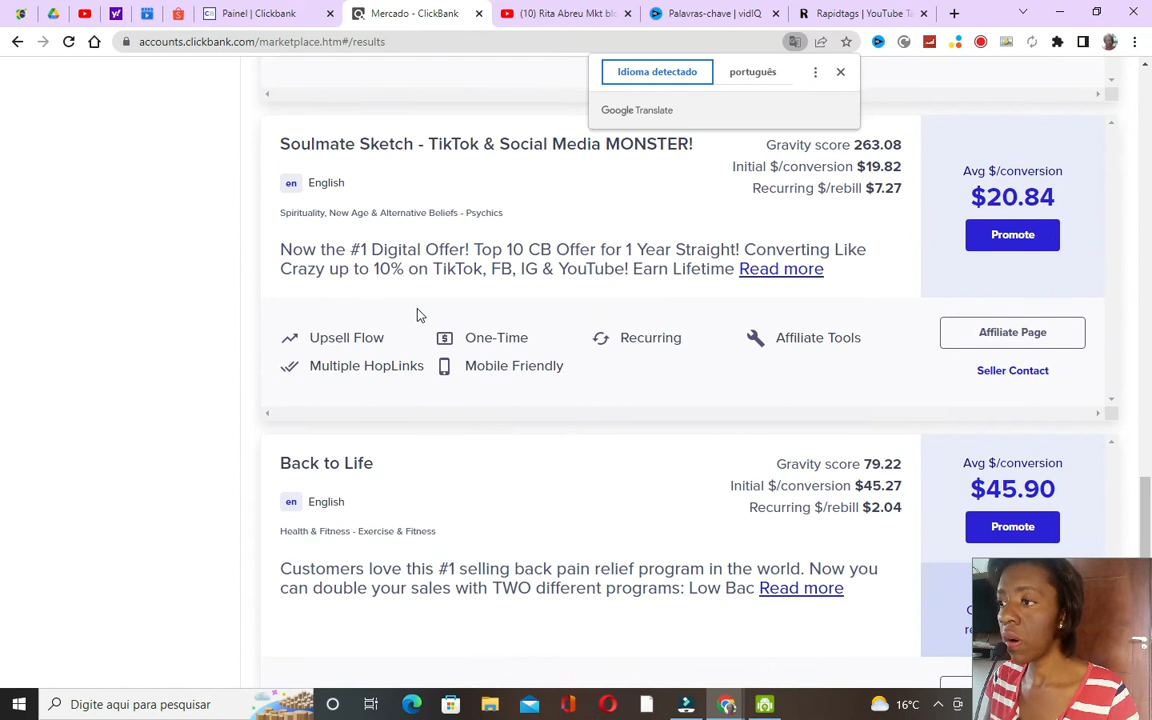 Painel | Clickbank
Mercado - ClickBank
(10) Rita Abreu Mkt blo
Palavras-chave | vidIQ
Rapidtags | YouTube Ta
accounts.clickbank.com/marketplace.htm#/results
Idioma detectado
português
Google Translate
Soulmate Sketch - TikTok & Social Media MONSTER!
Gravity score 263.08
Initial $/conversion $19.82
Recurring $/rebill $7.27
en English
Spirituality, New Age & Alternative Beliefs - Psychics
Now the #1 Digital Offer! Top 10 CB Offer for 1 Year Straight! Converting Like
Crazy up to 10% on TikTok, FB, IG & YouTube! Earn Lifetime Read more
Avg $/conversion
$20.84
Promote
Upsell Flow
One-Time
Recurring
Affiliate Tools
Multiple HopLinks
Mobile Friendly
Affiliate Page
Seller Contact
Back to Life
Gravity score 79.22
Initial $/conversion $45.27
Recurring $/rebill $2.04
en English
Health & Fitness - Exercise & Fitness
Customers love this #1 selling back pain relief program in the world. Now you
can double your sales with TWO different programs: Low Bac Read more
Avg $/conversion
$45.90
Promote
Digite aqui para pesquisar
16°C